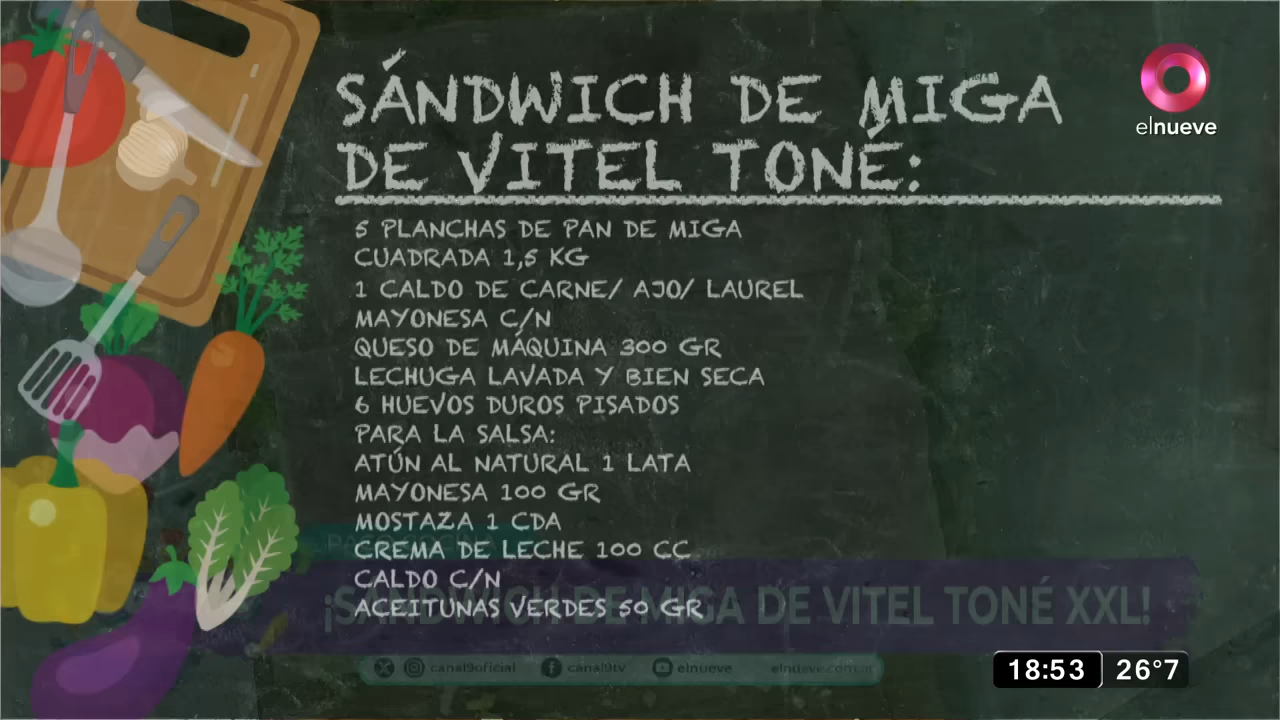 SÁNDWICH DE MIGA
DE VITEL TONÉ:
elnueve
5 PLANCHAS DE PAN DE MIGA
CUADRADA 1,5 KG
1 CALDO DE CARNE/ AJO/ LAUREL
MAYONESA C/N
QUESO DE MÁQUINA 300 GR
LECHUGA LAVADA Y BIEN SECA
6 HUEVOS DUROS PISADOS
PARA LA SALSA:
ATÚN AL NATURAL 1 LATA
MAYONESA 100 GR
MOSTAZA 1 CDA
CREMA DE LECHE 100 CC
CALDO C/N
ACEITUNAS VERDES 50 GR
¡SÁNDWICH DE MIGA DE VITEL TONÉ XXL!
canal9oficial canal9tv elnueve elnueve.com.ar
18:53 26°7